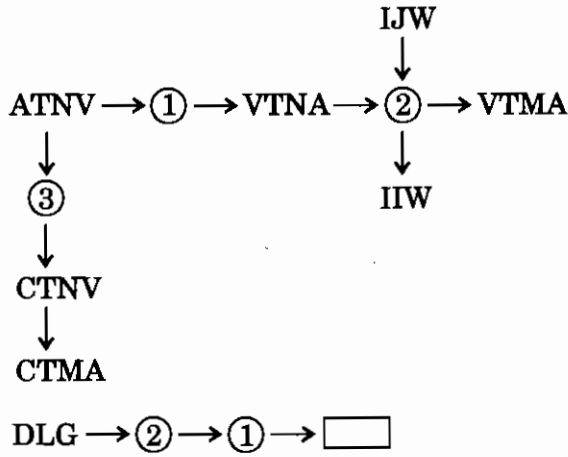 IJW
ATNV → ① → VTNA → ② → VTMA
③
IIW
CTNV
CTMA
DLG → ② → ① →